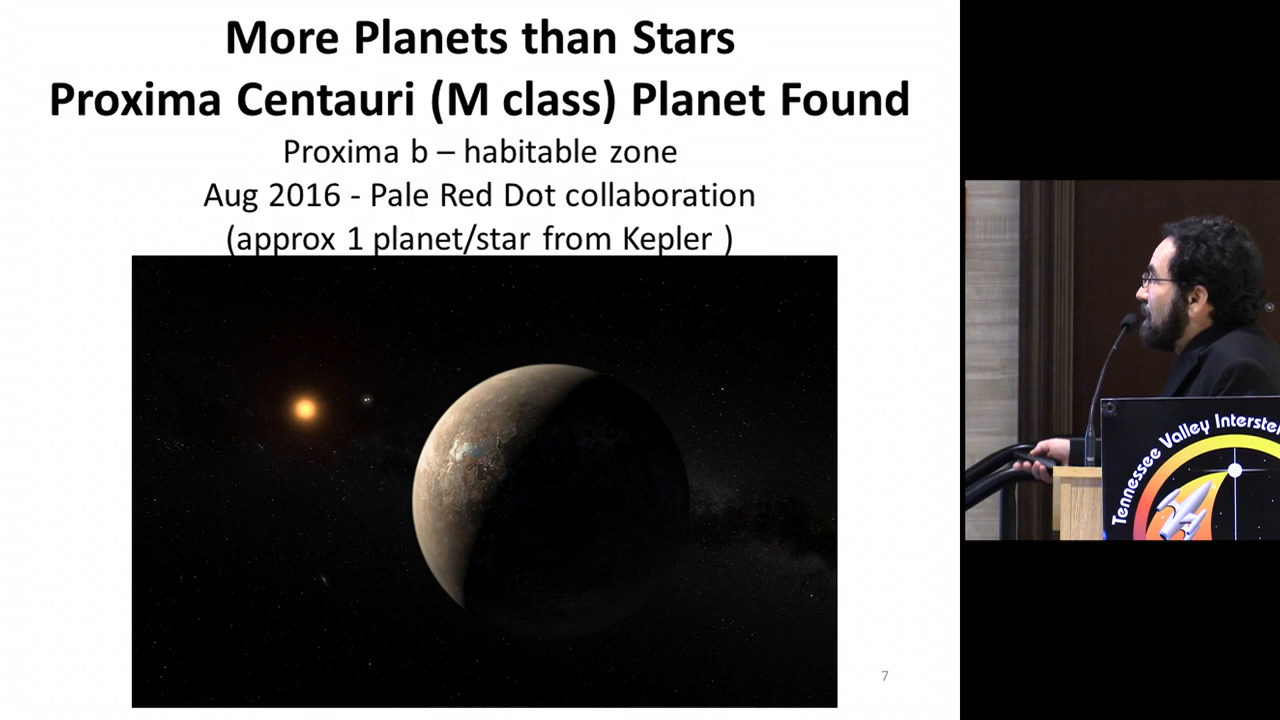 More Planets than Stars
Proxima Centauri (M class) Planet Found
Proxima b – habitable zone
Aug 2016 - Pale Red Dot collaboration
(approx 1 planet/star from Kepler )
7
Tennessee Valley